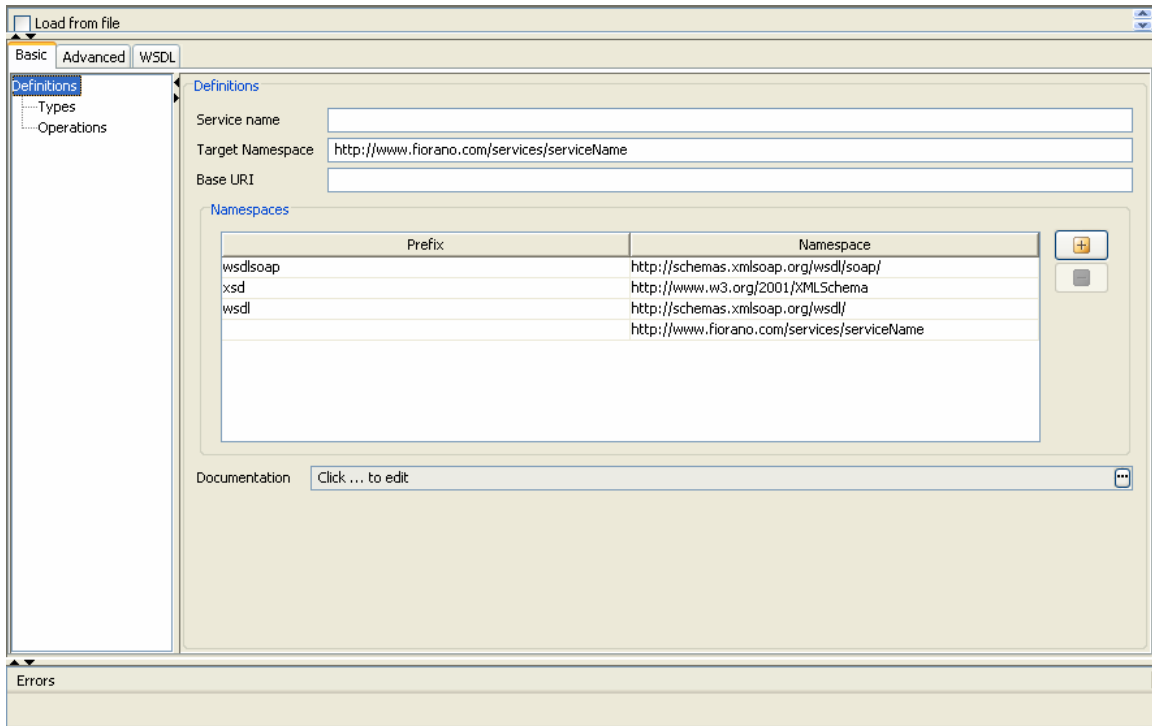 Load from file
Basic Advanced WSDL
Definitions
Types
Operations
Definitions
Service name
Target Namespace http://www.fiorano.com/services/serviceName
Base URI
Namespaces
Prefix Namespace
wsdlsoap http://schemas.xmlsoap.org/wsdl/soap/
xsd http://www.w3.org/2001/XMLSchema
wsdl http://schemas.xmlsoap.org/wsdl/
http://www.fiorano.com/services/serviceName
Documentation Click ... to edit
Errors